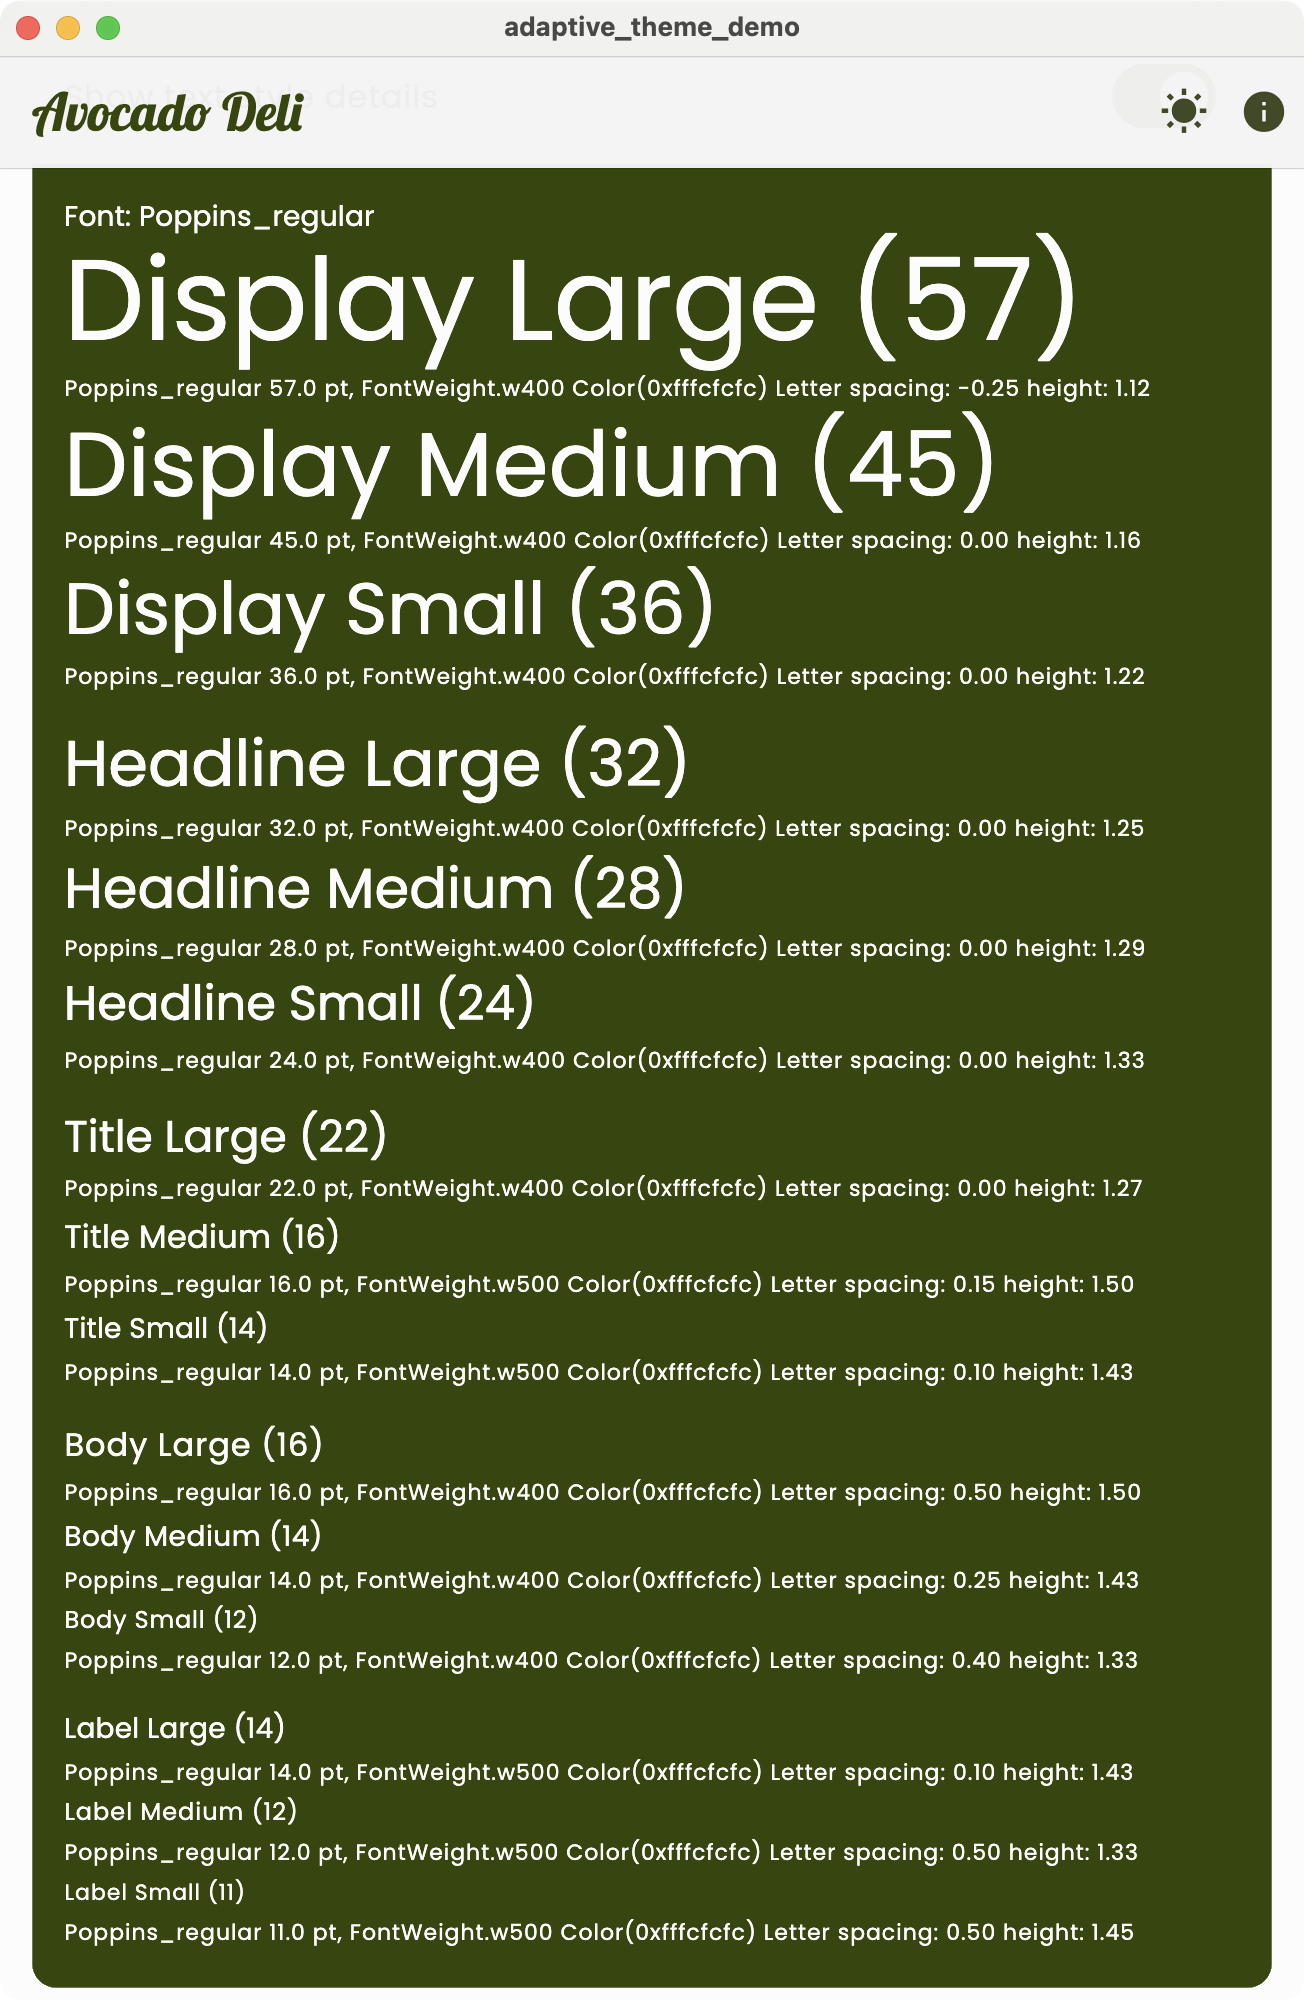 adaptive_theme_demo
Show text style details
Avocado Deli
Font: Poppins_regular
Display Large (57)
Poppins_regular 57.0 pt, FontWeight.w400 Color(0xfffcfcfc) Letter spacing: -0.25 height: 1.12
Display Medium (45)
Poppins_regular 45.0 pt, FontWeight.w400 Color(0xfffcfcfc) Letter spacing: 0.00 height: 1.16
Display Small (36)
Poppins_regular 36.0 pt, FontWeight.w400 Color(0xfffcfcfc) Letter spacing: 0.00 height: 1.22
Headline Large (32)
Poppins_regular 32.0 pt, FontWeight.w400 Color(0xfffcfcfc) Letter spacing: 0.00 height: 1.25
Headline Medium (28)
Poppins_regular 28.0 pt, FontWeight.w400 Color(0xfffcfcfc) Letter spacing: 0.00 height: 1.29
Headline Small (24)
Poppins_regular 24.0 pt, FontWeight.w400 Color(0xfffcfcfc) Letter spacing: 0.00 height: 1.33
Title Large (22)
Poppins_regular 22.0 pt, FontWeight.w400 Color(0xfffcfcfc) Letter spacing: 0.00 height: 1.27
Title Medium (16)
Poppins_regular 16.0 pt, FontWeight.w500 Color(0xfffcfcfc) Letter spacing: 0.15 height: 1.50
Title Small (14)
Poppins_regular 14.0 pt, FontWeight.w500 Color(0xfffcfcfc) Letter spacing: 0.10 height: 1.43
Body Large (16)
Poppins_regular 16.0 pt, FontWeight.w400 Color(0xfffcfcfc) Letter spacing: 0.50 height: 1.50
Body Medium (14)
Poppins_regular 14.0 pt, FontWeight.w400 Color(0xfffcfcfc) Letter spacing: 0.25 height: 1.43
Body Small (12)
Poppins_regular 12.0 pt, FontWeight.w400 Color(0xfffcfcfc) Letter spacing: 0.40 height: 1.33
Label Large (14)
Poppins_regular 14.0 pt, FontWeight.w500 Color(0xfffcfcfc) Letter spacing: 0.10 height: 1.43
Label Medium (12)
Poppins_regular 12.0 pt, FontWeight.w500 Color(0xfffcfcfc) Letter spacing: 0.50 height: 1.33
Label Small (11)
Poppins_regular 11.0 pt, FontWeight.w500 Color(0xfffcfcfc) Letter spacing: 0.50 height: 1.45